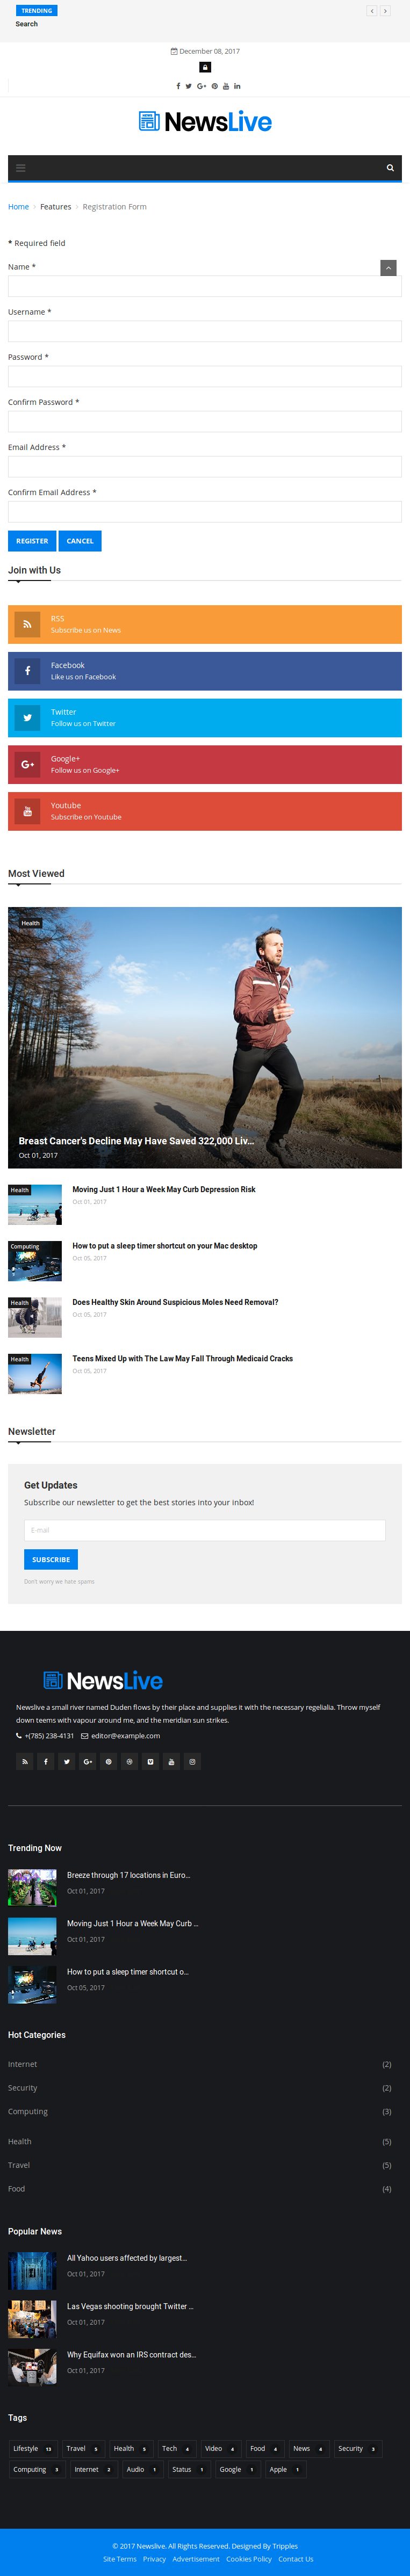 TRENDING
Search
December 08, 2017
NewsLive
Home > Features > Registration Form
* Required field
Name *
Username *
Password *
Confirm Password *
Email Address *
Confirm Email Address *
REGISTER CANCEL
Join with Us
RSS
Subscribe us on News
Facebook
Like us on Facebook
Twitter
Follow us on Twitter
Google+
Follow us on Google+
Youtube
Subscribe on Youtube
Most Viewed
Health
Breast Cancer's Decline May Have Saved 322,000 Liv...
Oct 01, 2017
Health
Moving Just 1 Hour a Week May Curb Depression Risk
Oct 01, 2017
Computing
How to put a sleep timer shortcut on your Mac desktop
Oct 05, 2017
Health
Does Healthy Skin Around Suspicious Moles Need Removal?
Oct 05, 2017
Health
Teens Mixed Up with The Law May Fall Through Medicaid Cracks
Oct 05, 2017
Newsletter
Get Updates
Subscribe our newsletter to get the best stories into your inbox!
E-mail
SUBSCRIBE
Don't worry we hate spams
NewsLive
Newslive a small river named Duden flows by their place and supplies it with the necessary regelialia. Throw myself
down teems with vapour around me, and the meridian sun strikes.
+(785) 238-4131 editor@example.com
Trending Now
Breeze through 17 locations in Euro...
Oct 01, 2017
Moving Just 1 Hour a Week May Curb ...
Oct 01, 2017
How to put a sleep timer shortcut o...
Oct 05, 2017
Hot Categories
Internet (2)
Security (2)
Computing (3)
Health (5)
Travel (5)
Food (4)
Popular News
All Yahoo users affected by largest...
Oct 01, 2017
Las Vegas shooting brought Twitter ...
Oct 01, 2017
Why Equifax won an IRS contract des...
Oct 01, 2017
Tags
Lifestyle 13 Travel 5 Health 5 Tech 4 Video 4 Food 4 News 4 Security 3
Computing 3 Internet 2 Audio 1 Status 1 Google 1 Apple 1
© 2017 Newslive. All Rights Reserved. Designed By Tripples
Site Terms Privacy Advertisement Cookies Policy Contact Us